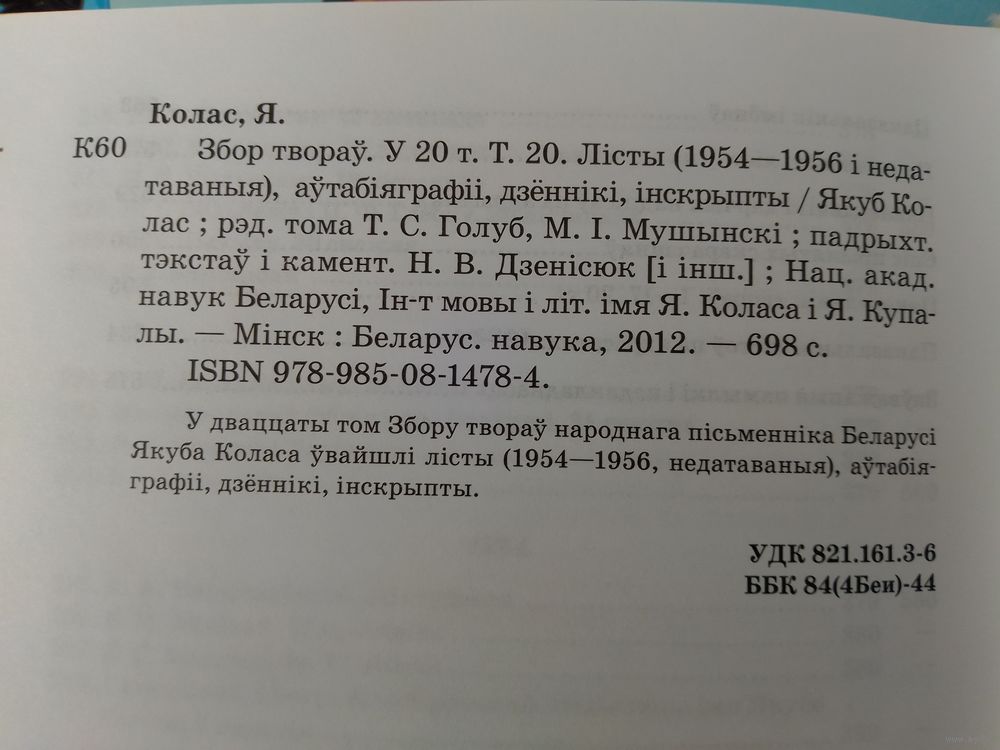 Колас, Я.
К60 Збор твораў. У 20 т. Т. 20. Лісты (1954—1956 і неда-
таваныя), аўтабіяграфіі, дзённікі, інскрыпты / Якуб Ко-
лас ; рэд. тома Т. С. Голуб, М. І. Мушынскі ; падрыхт.
тэкстаў і камент. Н. В. Дзенісюк [і інш.] ; Нац. акад.
навук Беларусі, Ін-т мовы і літ. імя Я. Коласа і Я. Купа-
лы. — Мінск : Беларус. навука, 2012. — 698 с.
ISBN 978-985-08-1478-4.
У дваццаты том Збору твораў народнага пісьменніка Беларусі
Якуба Коласа ўвайшлі лісты (1954—1956, недатаваныя), аўтабія-
графіі, дзённікі, інскрыпты.
УДК 821.161.3-6
ББК 84(4Беи)-44